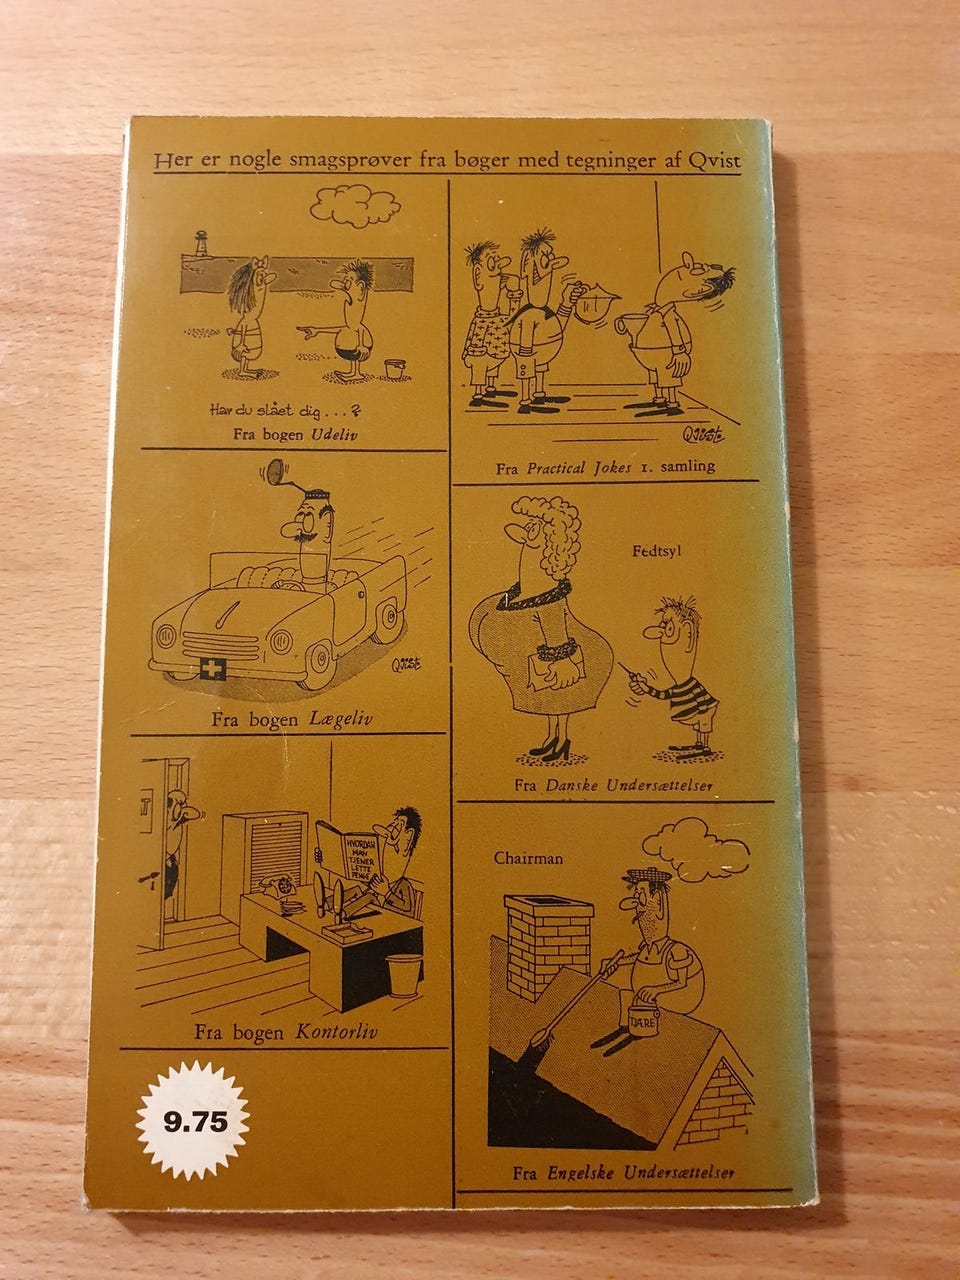 Her er nogle smagsprøver fra bøger med tegninger af Qvist
Har du slået dig...?
Fra bogen Udeliv
Qvist
Fra bogen Lægeliv
HVORDAN
MAN
TJENER
LETTE
PENGE
Fra bogen Kontorliv
9.75
Qvist
Fra Practical Jokes 1. samling
Fedtsyl
Fra Danske Undersættelser
Chairman
TJÆRE
Fra Engelske Undersættelser